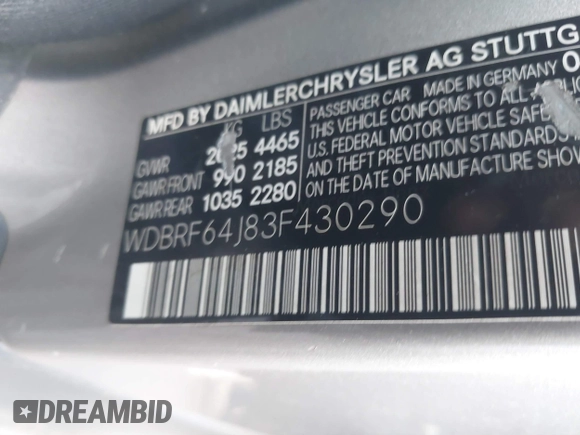 MFD BY DAIMLERCHRYSLER AG STUTTG
KG LBS
GVWR 4465
GAWR FRONT 990 2185
GAWR REAR 1035 2280
PASSENGER CAR MADE IN GERMANY
THIS VEHICLE CONFORMS TO ALL
U.S. FEDERAL MOTOR VEHICLE SAFE
AND THEFT PREVENTION STANDARDS
ON THE DATE OF MANUFACTURE SHOW
WDBRF64J83F430290
DREAMBID